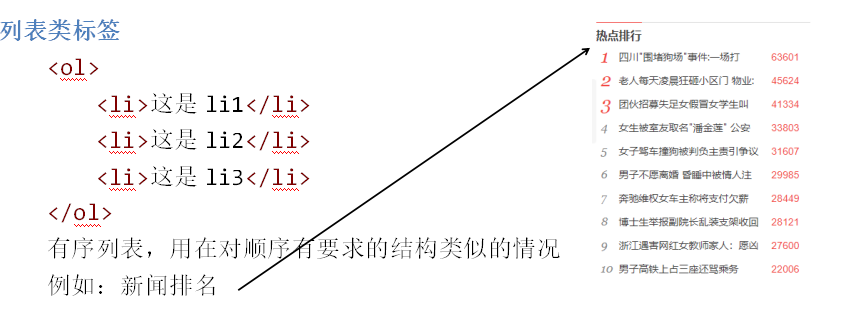 列表类标签
<ol>
<li>这是 li1</li>
<li>这是 li2</li>
<li>这是 li3</li>
</ol>
有序列表，用在对顺序有要求的结构类似的情况
例如：新闻排名
热点排行
1 四川"围堵狗场"事件:一场打 63601
2 老人每天凌晨狂砸小区门 物业: 45624
3 团伙招募失足女假冒女学生叫 41334
4 女生被室友取名"潘金莲" 公安 33803
5 女子驾车撞狗被判负主责引争议 31607
6 男子不愿离婚 昏睡中被情人注 29985
7 奔驰维权女车主称将支付欠薪 28449
8 博士生举报副院长乱装支架收回 28121
9 浙江遇害网红女教师家人：愿凶 27600
10 男子高铁上占三座还骂乘务 22006